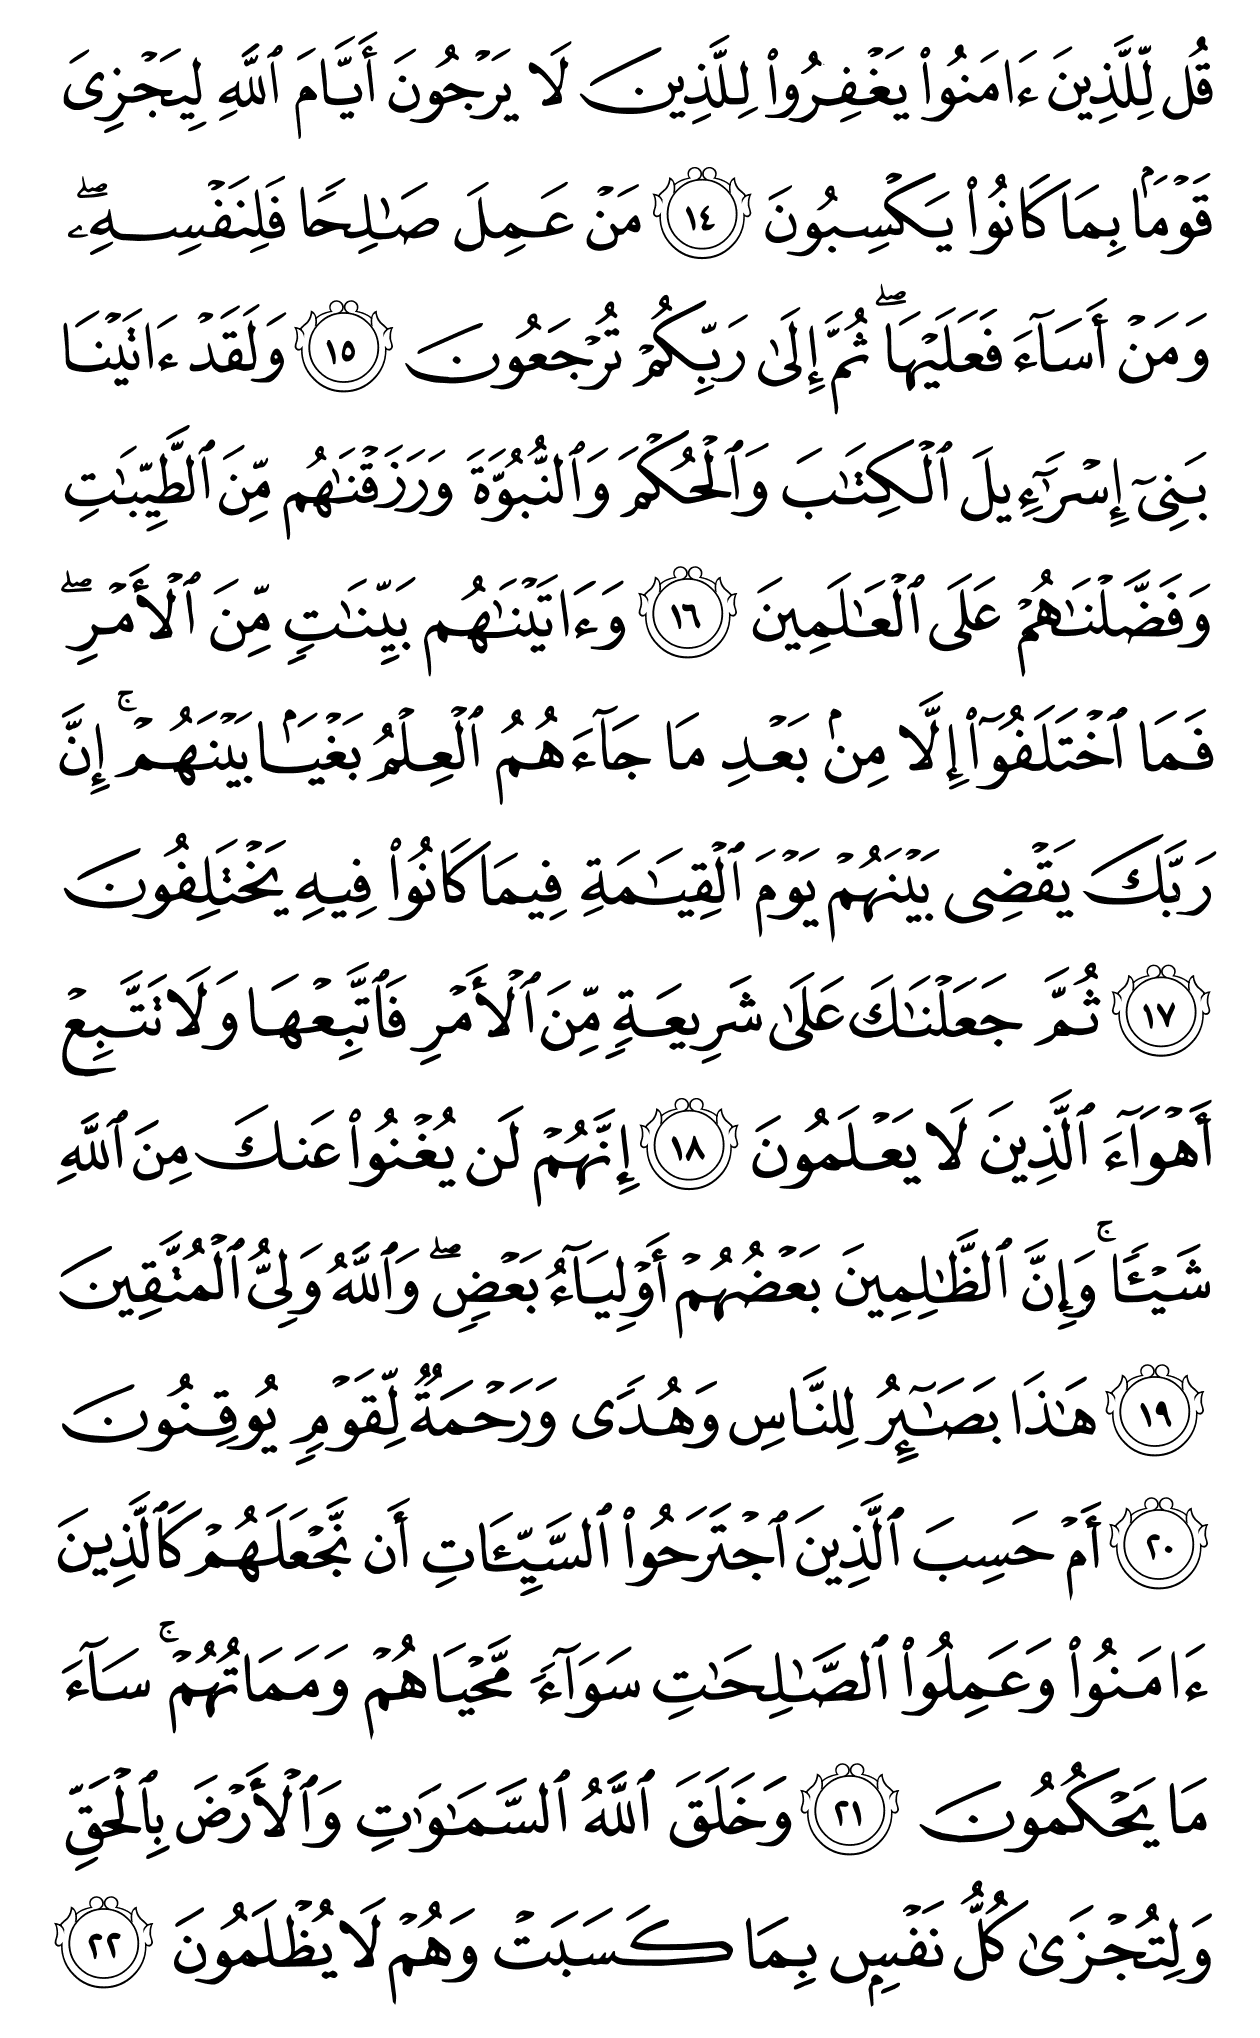 قُل لِّلَّذِينَ ءَامَنُوا۟ يَغْفِرُوا۟ لِلَّذِينَ لَا يَرْجُونَ أَيَّامَ ٱللَّهِ لِيَجْزِىَ
قَوْمًۢا بِمَا كَانُوا۟ يَكْسِبُونَ ١٤ مَنْ عَمِلَ صَـٰلِحًا فَلِنَفْسِهِۦ ۖ
وَمَنْ أَسَآءَ فَعَلَيْهَا ۖ ثُمَّ إِلَىٰ رَبِّكُمْ تُرْجَعُونَ ١٥ وَلَقَدْ ءَاتَيْنَا
بَنِىٓ إِسْرَٰٓءِيلَ ٱلْكِتَـٰبَ وَٱلْحُكْمَ وَٱلنُّبُوَّةَ وَرَزَقْنَـٰهُم مِّنَ ٱلطَّيِّبَـٰتِ
وَفَضَّلْنَـٰهُمْ عَلَى ٱلْعَـٰلَمِينَ ١٦ وَءَاتَيْنَـٰهُم بَيِّنَـٰتٍ مِّنَ ٱلْأَمْرِ ۖ
فَمَا ٱخْتَلَفُوٓا۟ إِلَّا مِنۢ بَعْدِ مَا جَآءَهُمُ ٱلْعِلْمُ بَغْيًۢا بَيْنَهُمْ ۚ إِنَّ
رَبَّكَ يَقْضِى بَيْنَهُمْ يَوْمَ ٱلْقِيَـٰمَةِ فِيمَا كَانُوا۟ فِيهِ يَخْتَلِفُونَ
١٧ ثُمَّ جَعَلْنَـٰكَ عَلَىٰ شَرِيعَةٍ مِّنَ ٱلْأَمْرِ فَٱتَّبِعْهَا وَلَا تَتَّبِعْ
أَهْوَآءَ ٱلَّذِينَ لَا يَعْلَمُونَ ١٨ إِنَّهُمْ لَن يُغْنُوا۟ عَنكَ مِنَ ٱللَّهِ
شَيْـًٔا ۚ وَإِنَّ ٱلظَّـٰلِمِينَ بَعْضُهُمْ أَوْلِيَآءُ بَعْضٍ ۖ وَٱللَّهُ وَلِىُّ ٱلْمُتَّقِينَ
١٩ هَـٰذَا بَصَـٰٓئِرُ لِلنَّاسِ وَهُدًى وَرَحْمَةٌ لِّقَوْمٍ يُوقِنُونَ
٢٠ أَمْ حَسِبَ ٱلَّذِينَ ٱجْتَرَحُوا۟ ٱلسَّيِّـَٔاتِ أَن نَّجْعَلَهُمْ كَٱلَّذِينَ
ءَامَنُوا۟ وَعَمِلُوا۟ ٱلصَّـٰلِحَـٰتِ سَوَآءً مَّحْيَاهُمْ وَمَمَاتُهُمْ ۚ سَآءَ
مَا يَحْكُمُونَ ٢١ وَخَلَقَ ٱللَّهُ ٱلسَّمَـٰوَٰتِ وَٱلْأَرْضَ بِٱلْحَقِّ
وَلِتُجْزَىٰ كُلُّ نَفْسٍۭ بِمَا كَسَبَتْ وَهُمْ لَا يُظْلَمُونَ ٢٢